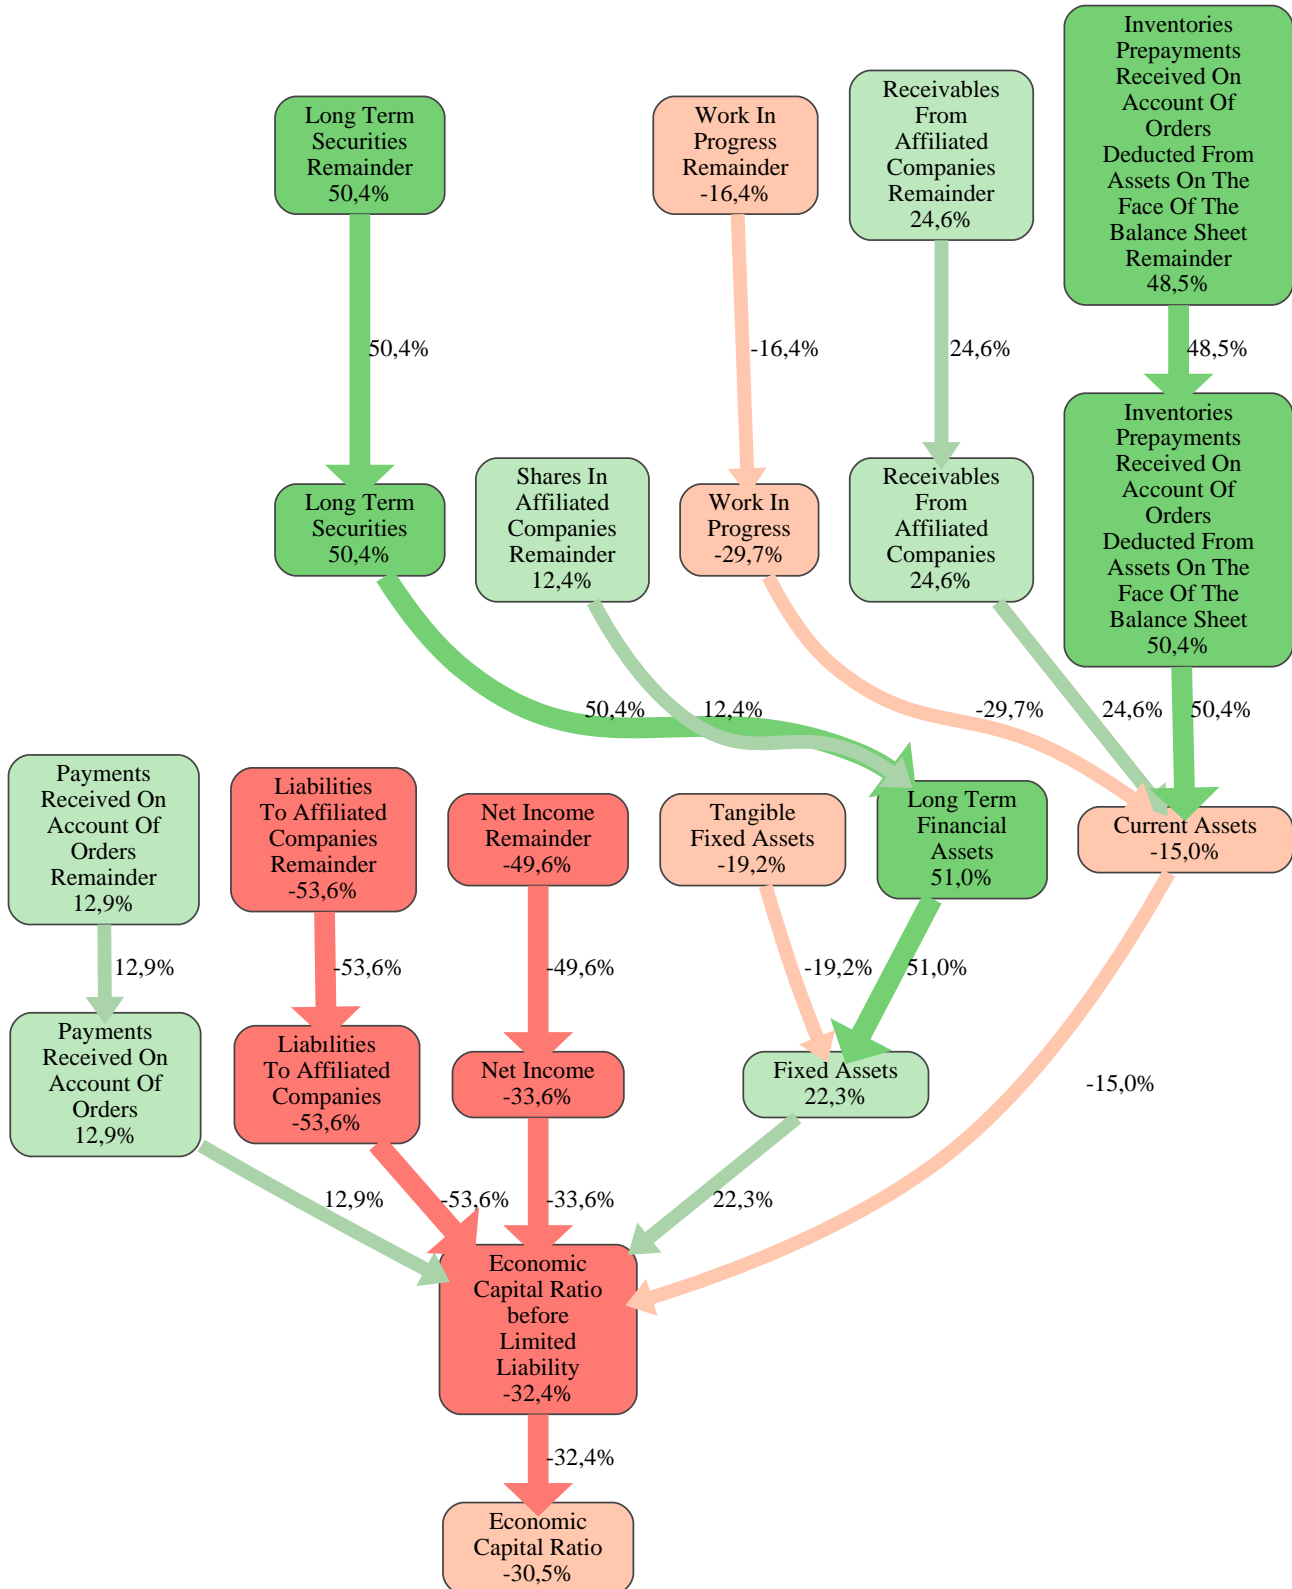 Inventories
Prepayments
Received On
Account Of
Orders
Deducted From
Assets On The
Face Of The
Balance Sheet
Remainder
48,5%
Receivables
From
Affiliated
Companies
Remainder
24,6%
Long Term
Securities
Remainder
50,4%
Work In
Progress
Remainder
-16,4%
50,4%
-16,4%
24,6%
48,5%
Long Term
Securities
50,4%
Shares In
Affiliated
Companies
Remainder
12,4%
Work In
Progress
-29,7%
Receivables
From
Affiliated
Companies
24,6%
Inventories
Prepayments
Received On
Account Of
Orders
Deducted From
Assets On The
Face Of The
Balance Sheet
50,4%
50,4%
12,4%
-29,7%
24,6%
50,4%
Payments
Received On
Account Of
Orders
Remainder
12,9%
Liabilities
To Affiliated
Companies
Remainder
-53,6%
Net Income
Remainder
-49,6%
Tangible
Fixed Assets
-19,2%
Long Term
Financial
Assets
51,0%
Current Assets
-15,0%
12,9%
-53,6%
-49,6%
-19,2%
51,0%
Payments
Received On
Account Of
Orders
12,9%
Liabilities
To Affiliated
Companies
-53,6%
Net Income
-33,6%
Fixed Assets
22,3%
-15,0%
12,9%
-53,6%
-33,6%
22,3%
Economic
Capital Ratio
before
Limited
Liability
-32,4%
-32,4%
Economic
Capital Ratio
-30,5%